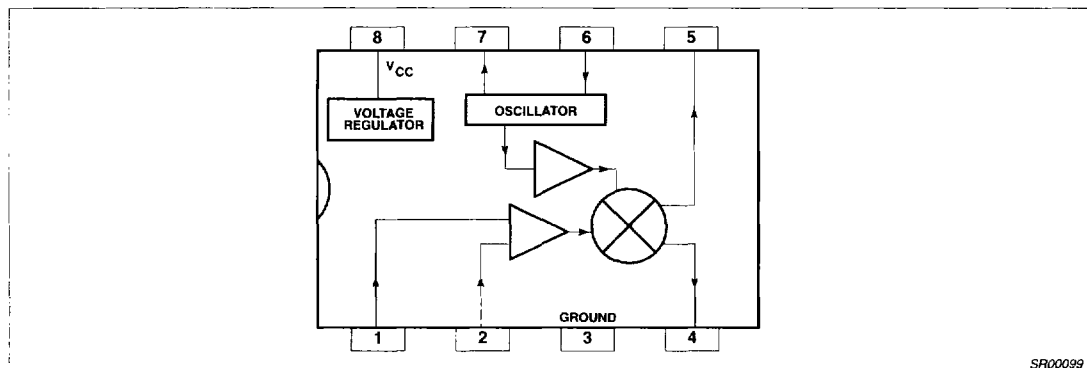 8 7 6 5
VCC
VOLTAGE
REGULATOR
OSCILLATOR
GROUND
1 2 3 4
SR00099